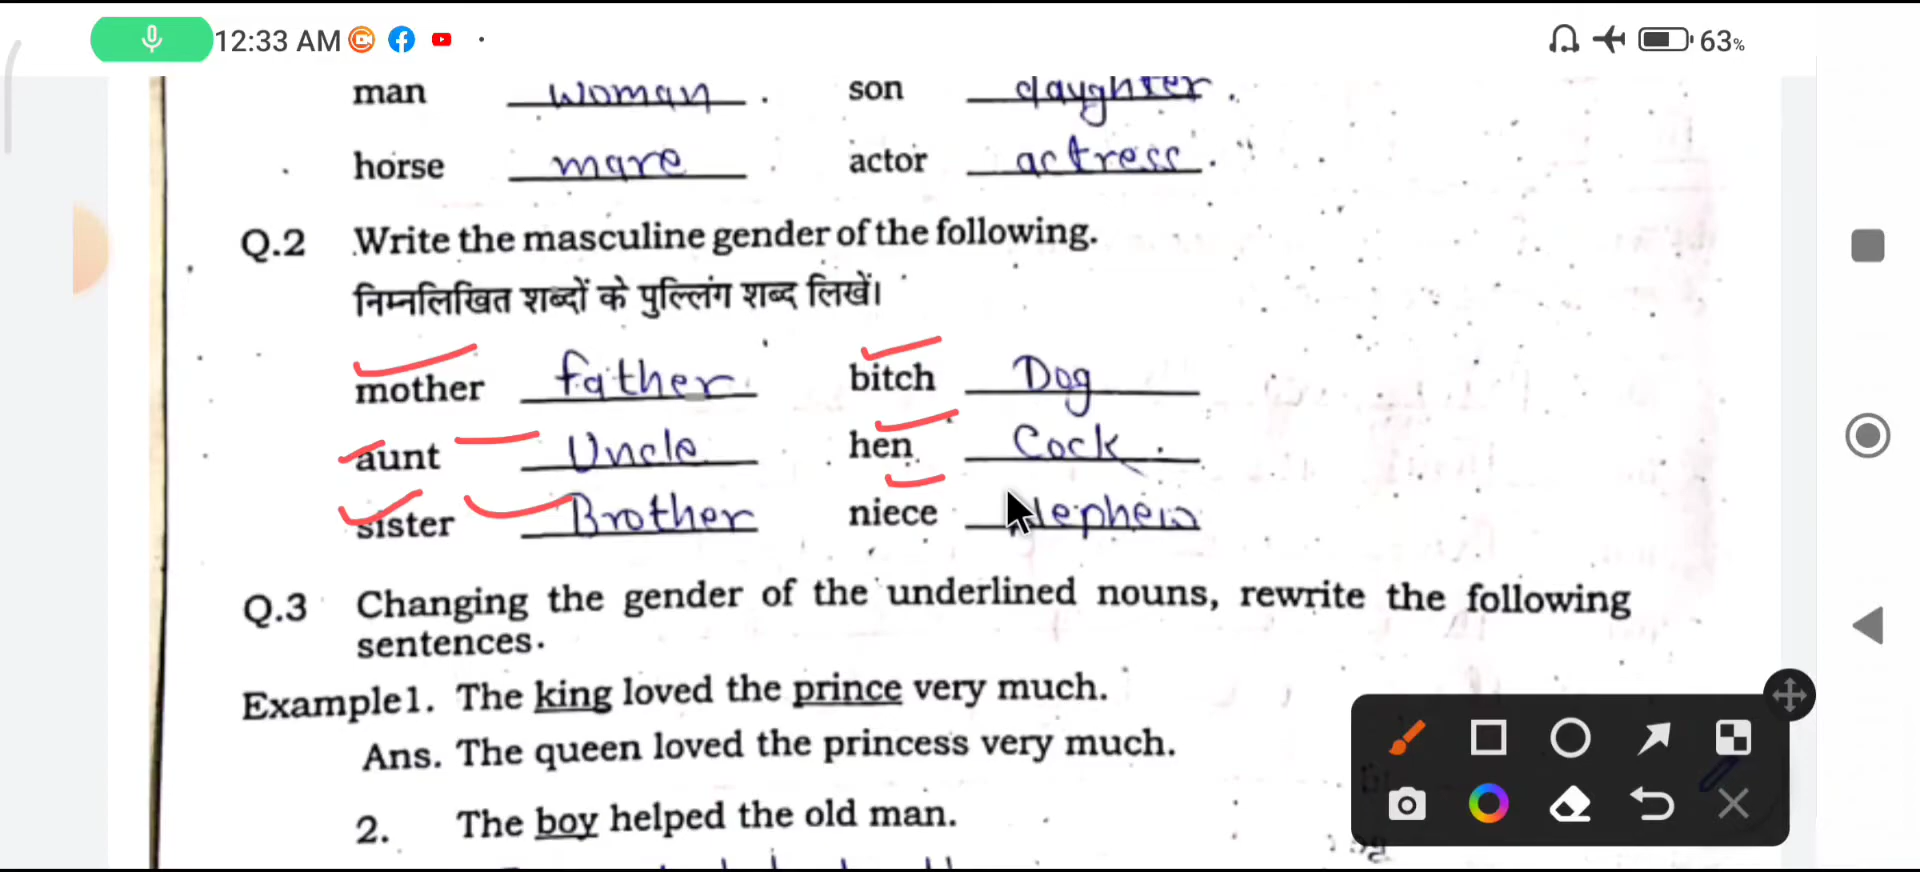 12:33 AM 63%
man woman . son daughter .
horse mare actor actress .
Q.2 Write the masculine gender of the following.
निम्नलिखित शब्दों के पुल्लिंग शब्द लिखें।
mother father bitch Dog
aunt Uncle hen Cock
sister Brother niece Nephew
Q.3 Changing the gender of the underlined nouns, rewrite the following
sentences.
Example1. The king loved the prince very much.
Ans. The queen loved the princess very much.
2. The boy helped the old man.